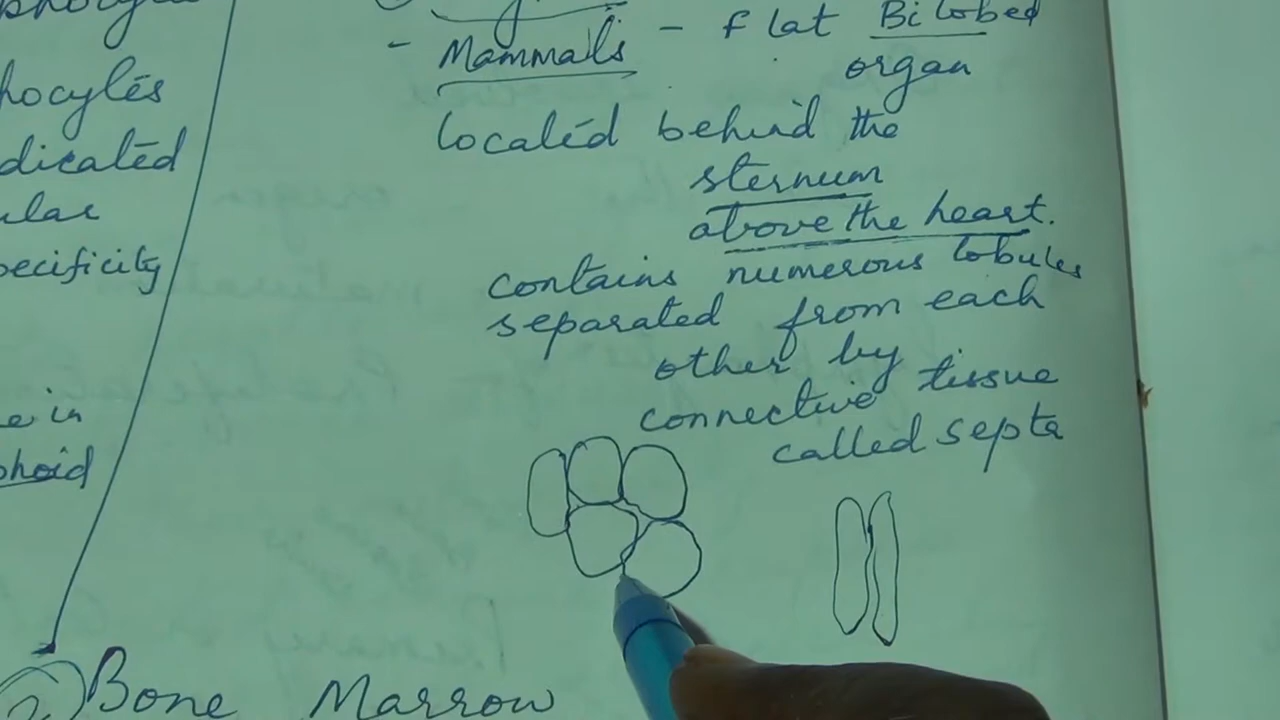 hocytes
dicated
ular
pecificity
e in
phoid
- Mammals - flat Bilobed
organ
located behind the
sternum
above the heart.
contains numerous lobules
separated from each
other by
connective tissue
called septa
2 Bone Marrow